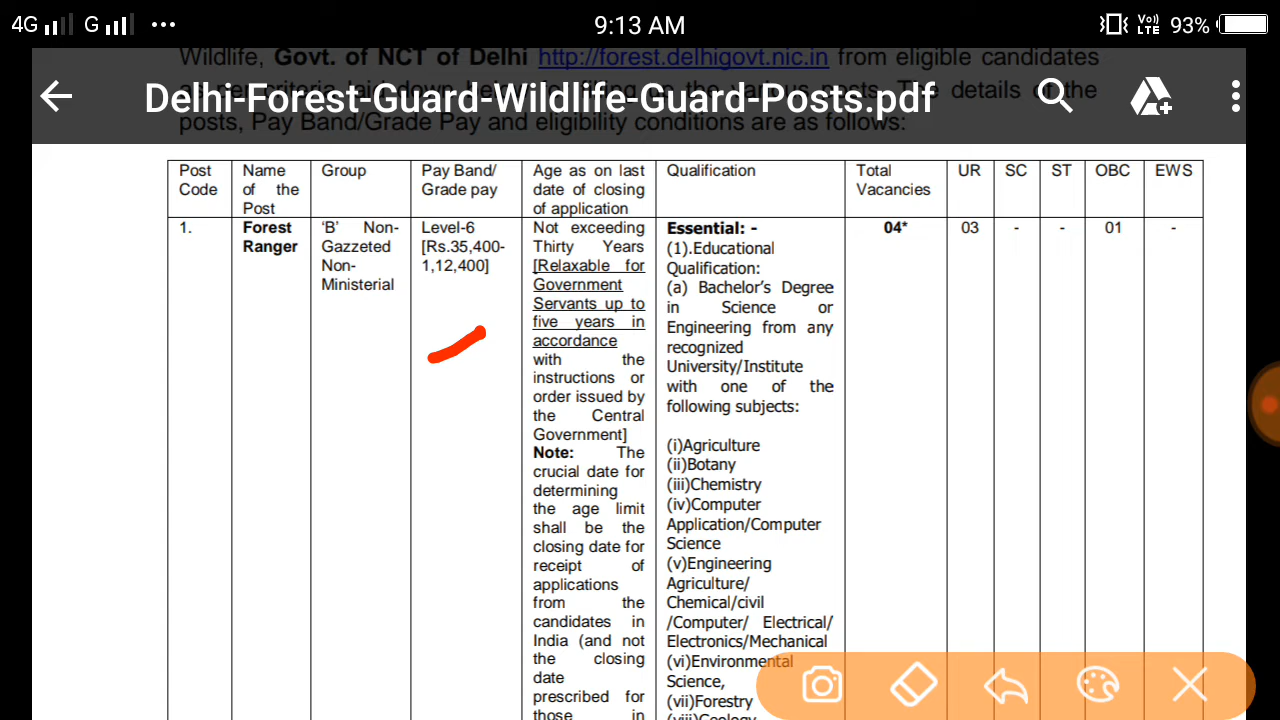 4G G ••• 9:13 AM Vo)) LTE 93%
Wildlife, Govt. of NCT of Delhi http://forest.delhigovt.nic.in from eligible candidates
Delhi-Forest-Guard-Wildlife-Guard-Posts.pdf
details of the
posts, Pay Band/Grade Pay and eligibility conditions are as follows:
Post Code
Name of the Post
Group
Pay Band/ Grade pay
Age as on last date of closing of application
Qualification
Total Vacancies
UR
SC
ST
OBC
EWS
1.
Forest
Ranger
‘B’ Non-
Gazzeted
Non-
Ministerial
Level-6
[Rs.35,400-
1,12,400]
Not exceeding
Thirty Years
[Relaxable for
Government
Servants up to
five years in
accordance
with the
instructions or
order issued by
the Central
Government]
Note: The
crucial date for
determining
the age limit
shall be the
closing date for
receipt of
applications
from the
candidates in
India (and not
the closing
date
prescribed for
those in
Essential: -
(1).Educational
Qualification:
(a) Bachelor’s Degree
in Science or
Engineering from any
recognized
University/Institute
with one of the
following subjects:
(i)Agriculture
(ii)Botany
(iii)Chemistry
(iv)Computer
Application/Computer
Science
(v)Engineering
Agriculture/
Chemical/civil
/Computer/ Electrical/
Electronics/Mechanical
(vi)Environmental
Science,
(vii)Forestry
(viii)Geology
04*
03
-
-
01
-